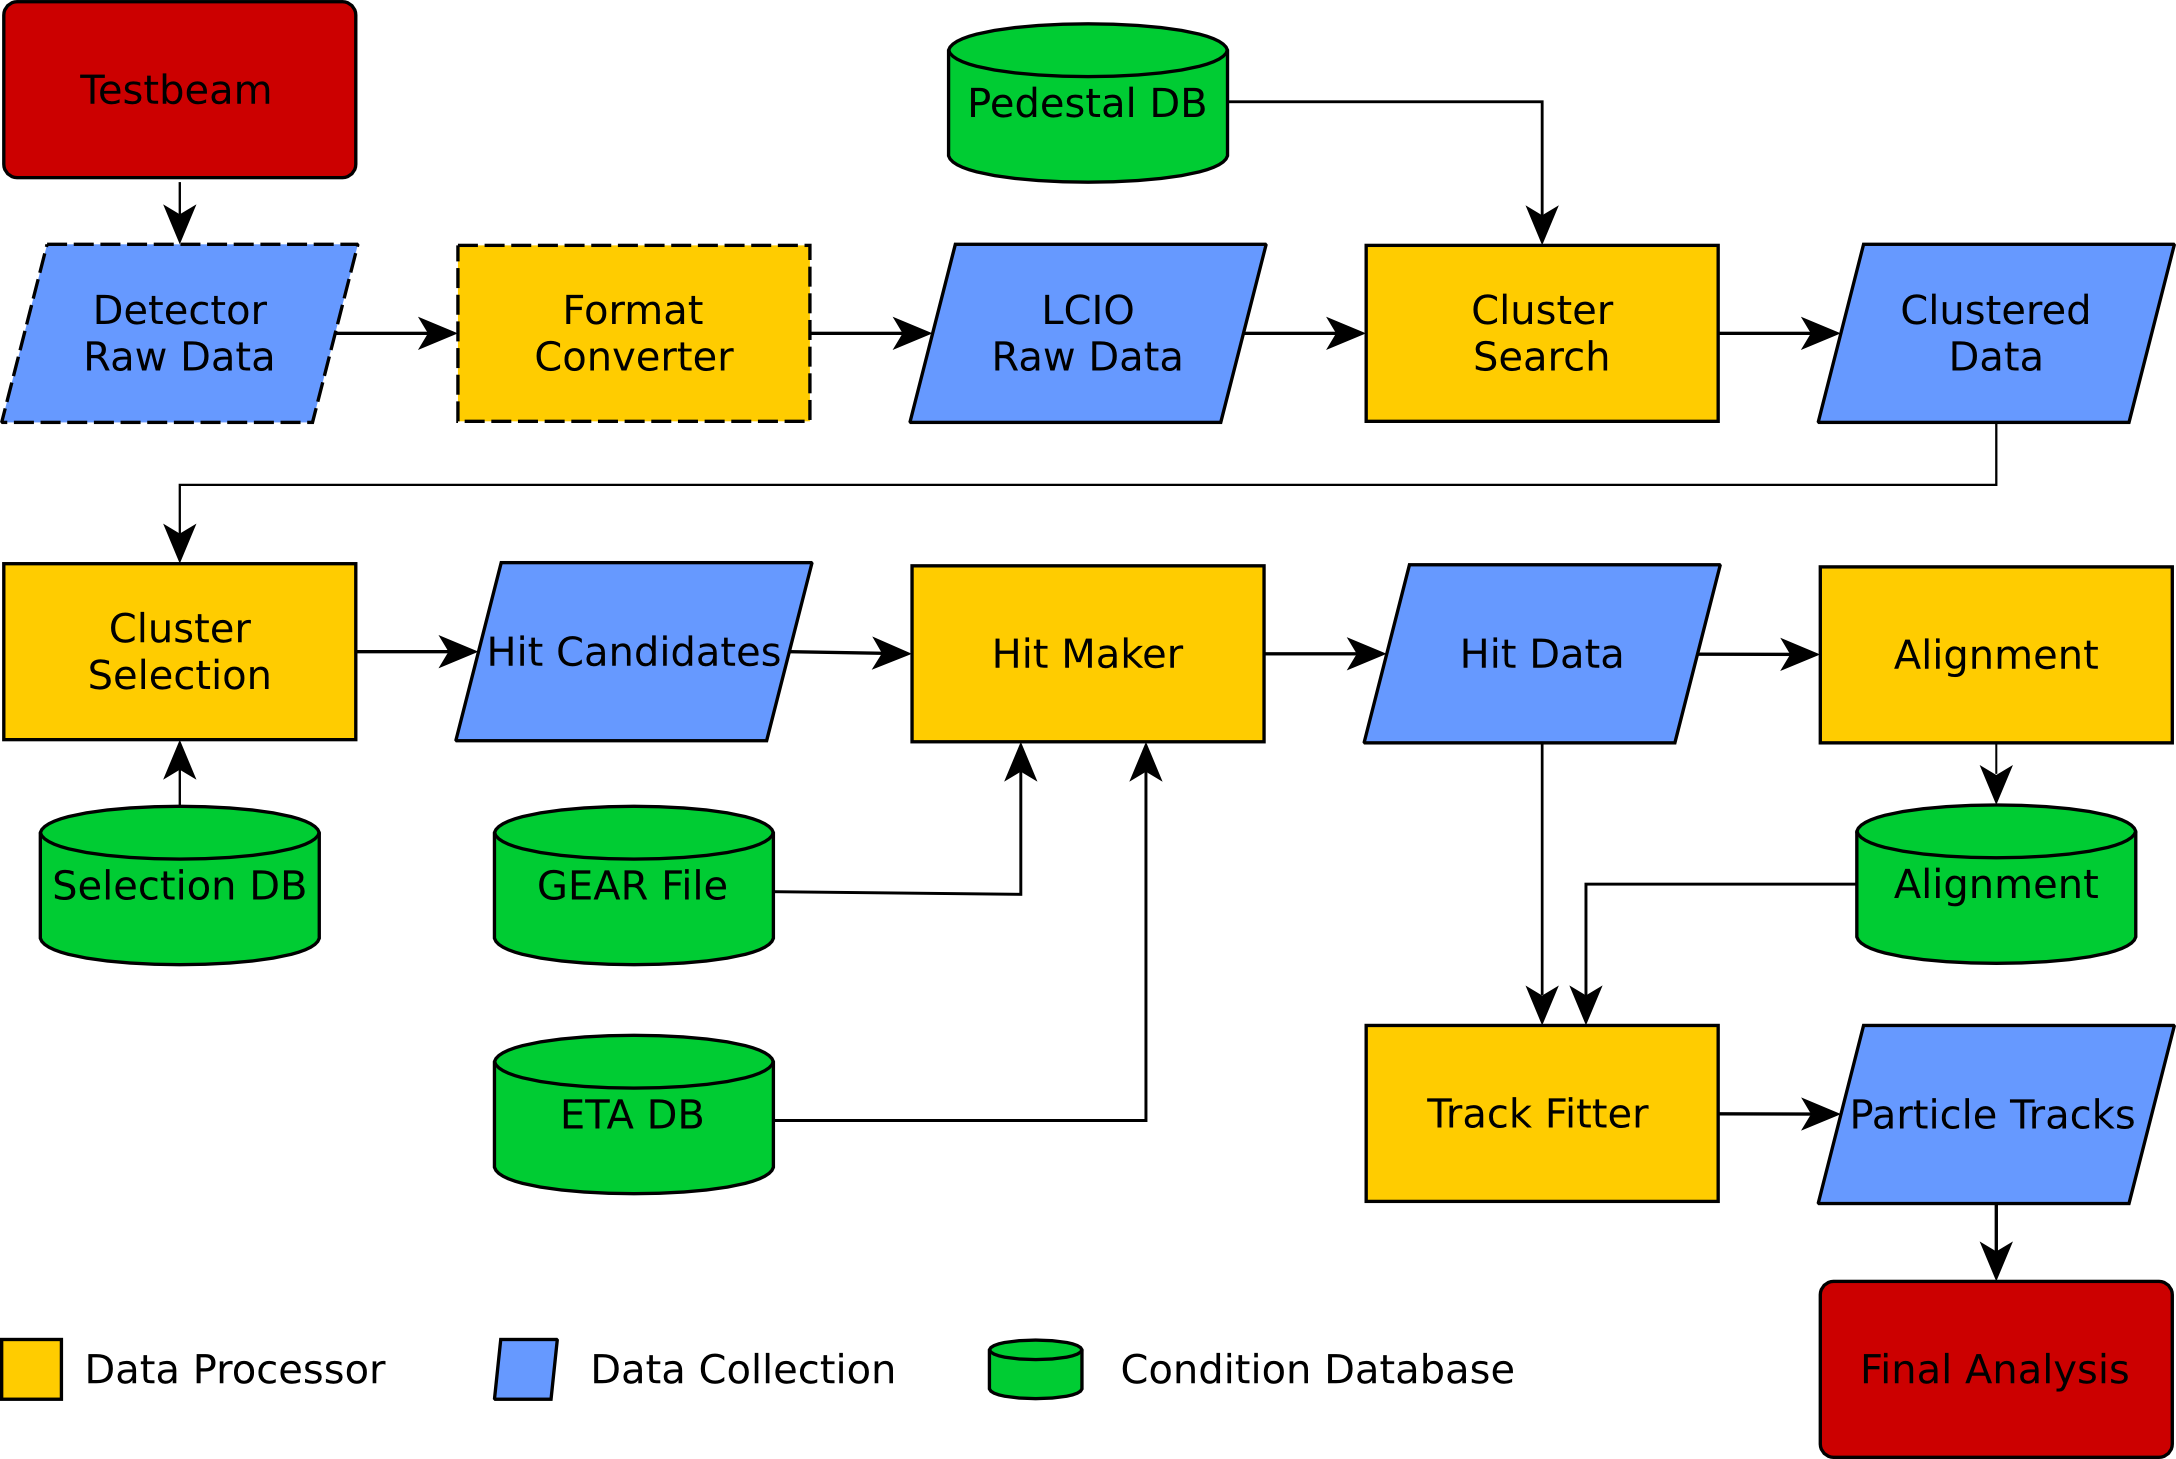 Testbeam
Pedestal DB
Detector
Raw Data
Format
Converter
LCIO
Raw Data
Cluster
Search
Clustered
Data
Cluster
Selection
Hit Candidates
Hit Maker
Hit Data
Alignment
Selection DB
GEAR File
Alignment
ETA DB
Track Fitter
Particle Tracks
Data Processor
Data Collection
Condition Database
Final Analysis